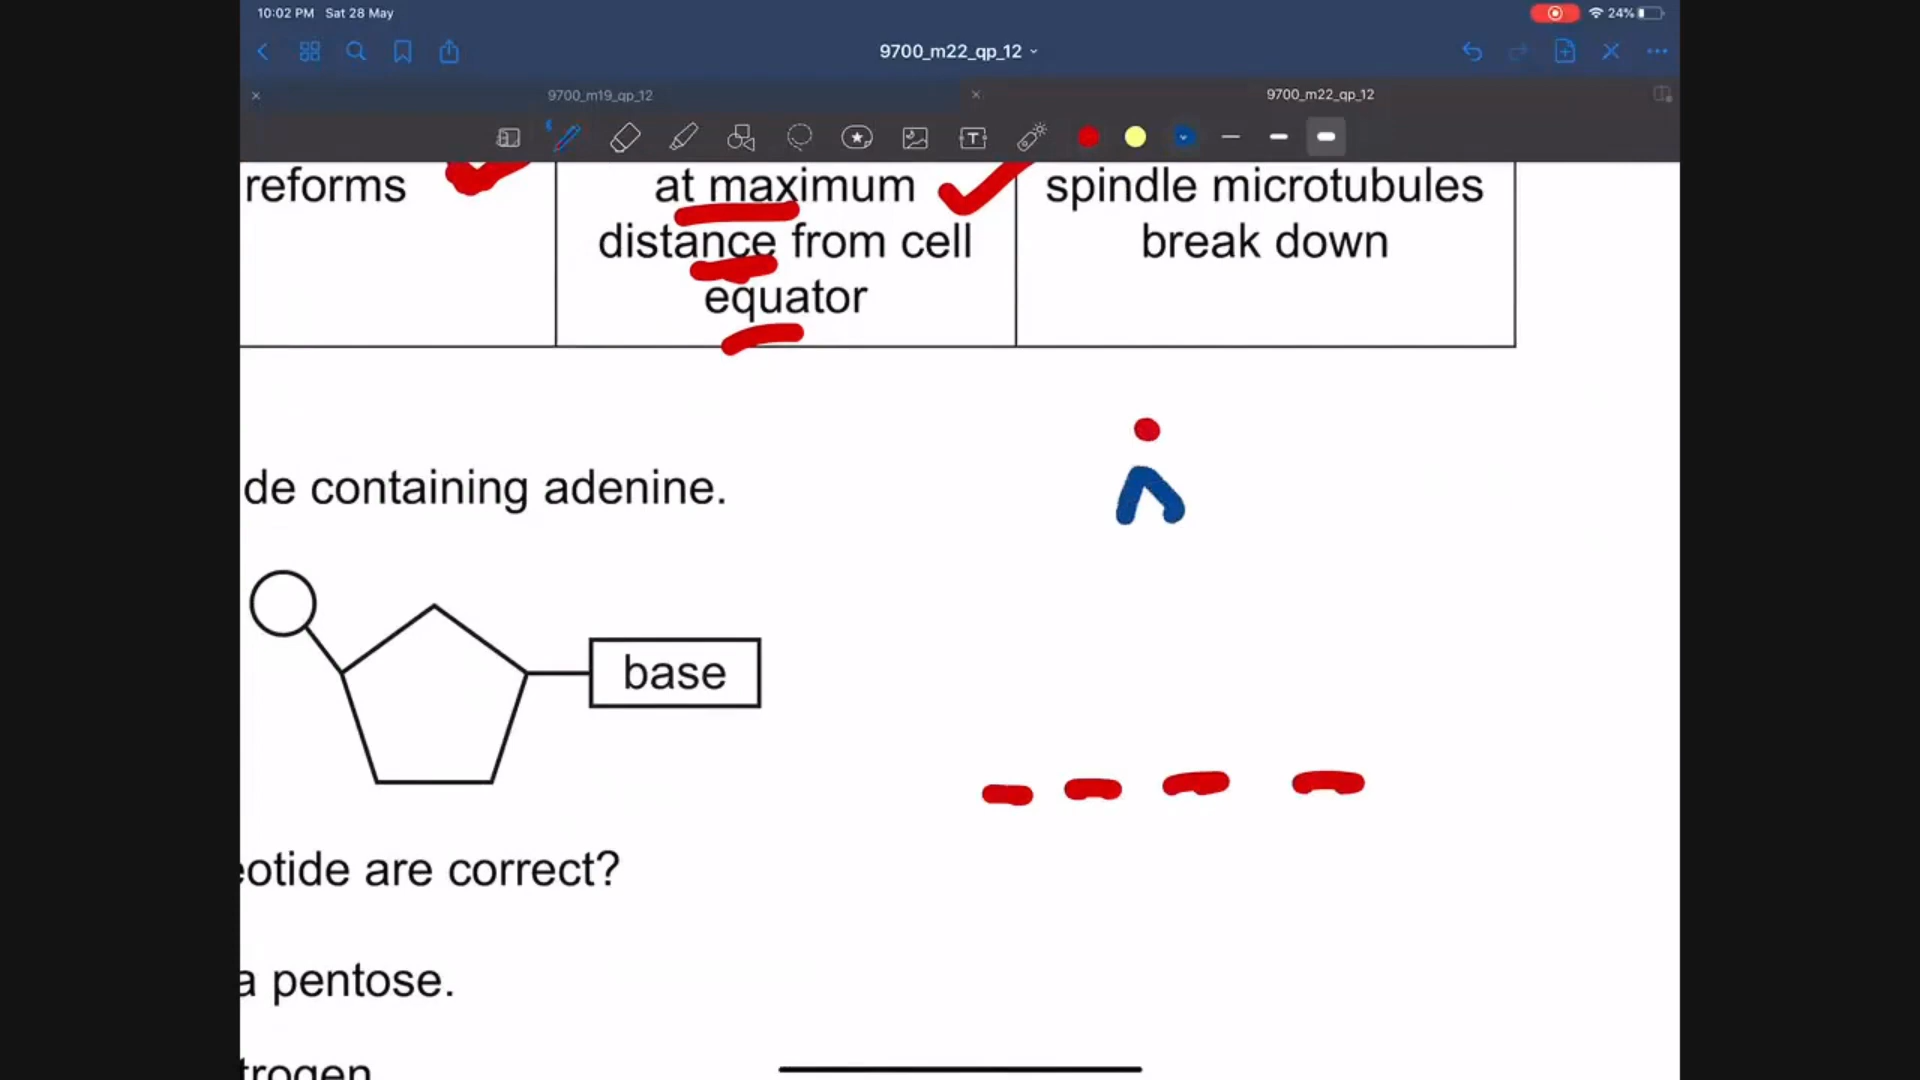 10:02 PM Sat 28 May
24%
9700_m22_qp_12
9700_m19_qp_12
9700_m22_qp_12
reforms
at maximum
distance from cell
equator
spindle microtubules
break down
de containing adenine.
base
otide are correct?
a pentose.
trogen